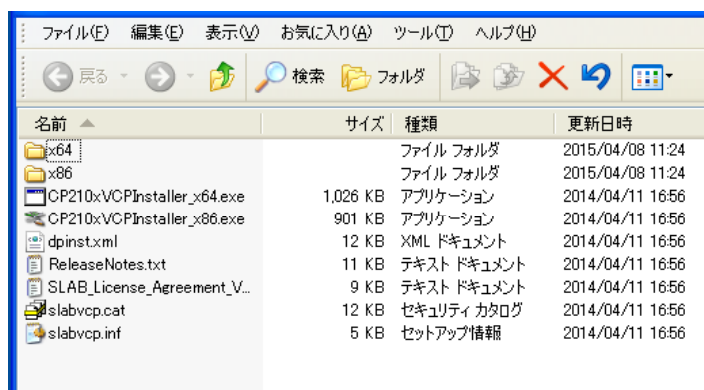 ファイル(F) 編集(E) 表示(V) お気に入り(A) ツール(T) ヘルプ(H)
戻る 検索 フォルダ
名前 サイズ 種類 更新日時
x64 ファイル フォルダ 2015/04/08 11:24
x86 ファイル フォルダ 2015/04/08 11:24
CP210xVCPInstaller_x64.exe 1,026 KB アプリケーション 2014/04/11 16:56
CP210xVCPInstaller_x86.exe 901 KB アプリケーション 2014/04/11 16:56
dpinst.xml 12 KB XML ドキュメント 2014/04/11 16:56
ReleaseNotes.txt 11 KB テキスト ドキュメント 2014/04/11 16:56
SLAB_License_Agreement_V... 9 KB テキスト ドキュメント 2014/04/11 16:56
slabvcp.cat 12 KB セキュリティ カタログ 2014/04/11 16:56
slabvcp.inf 5 KB セットアップ情報 2014/04/11 16:56